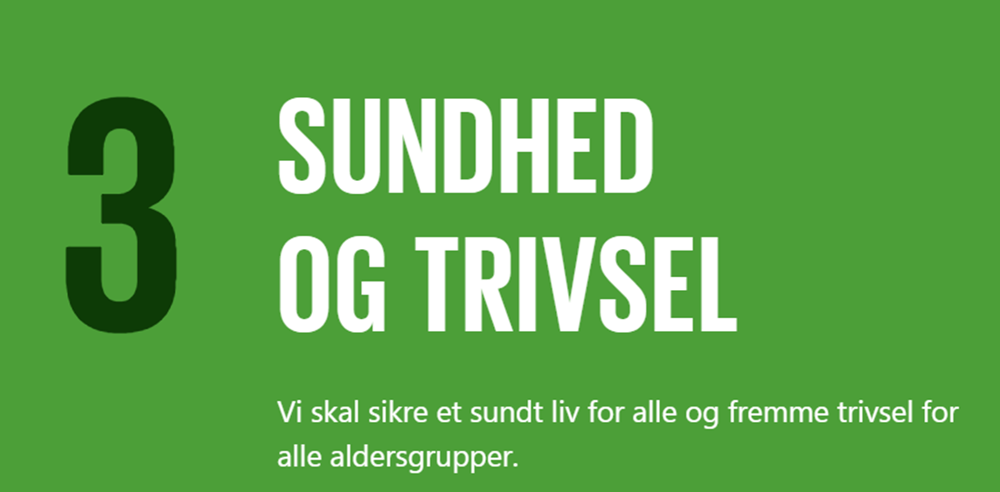 3
SUNDHED
OG TRIVSEL
Vi skal sikre et sundt liv for alle og fremme trivsel for
alle aldersgrupper.